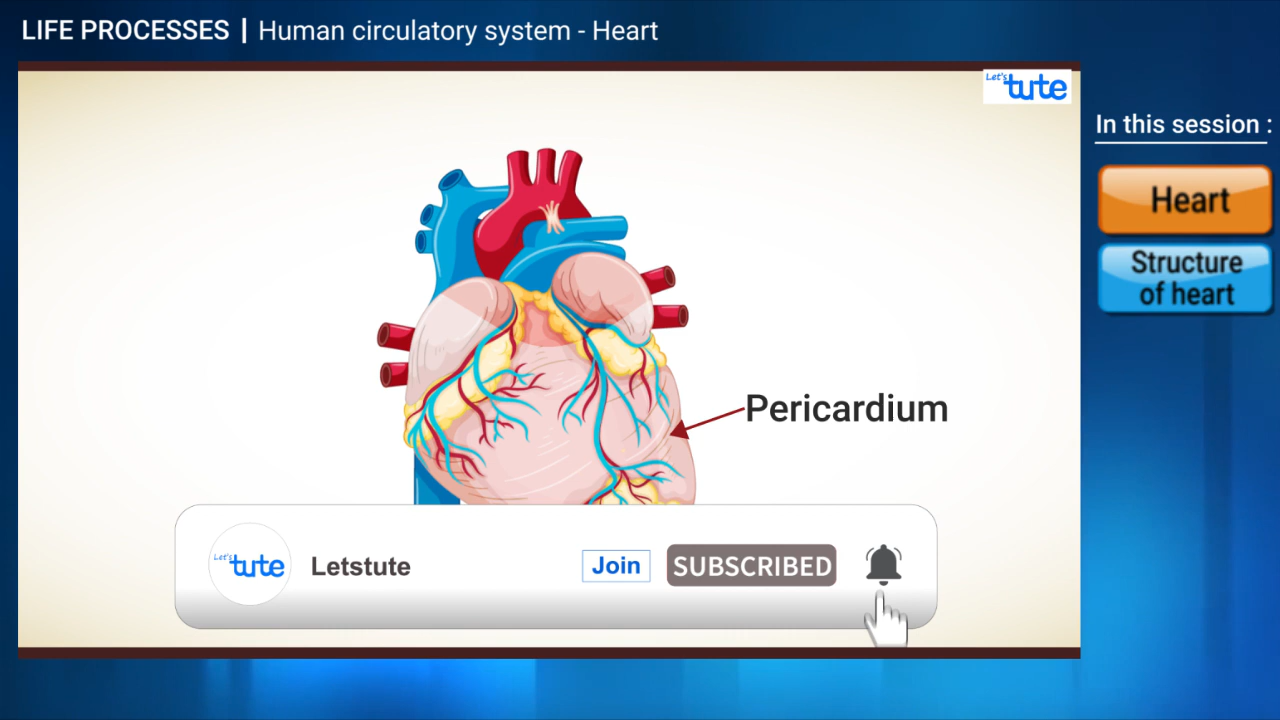 LIFE PROCESSES | Human circulatory system - Heart
Let's tute
In this session :
Heart
Structure
of heart
Pericardium
Let's tute
Letstute
Join
SUBSCRIBED